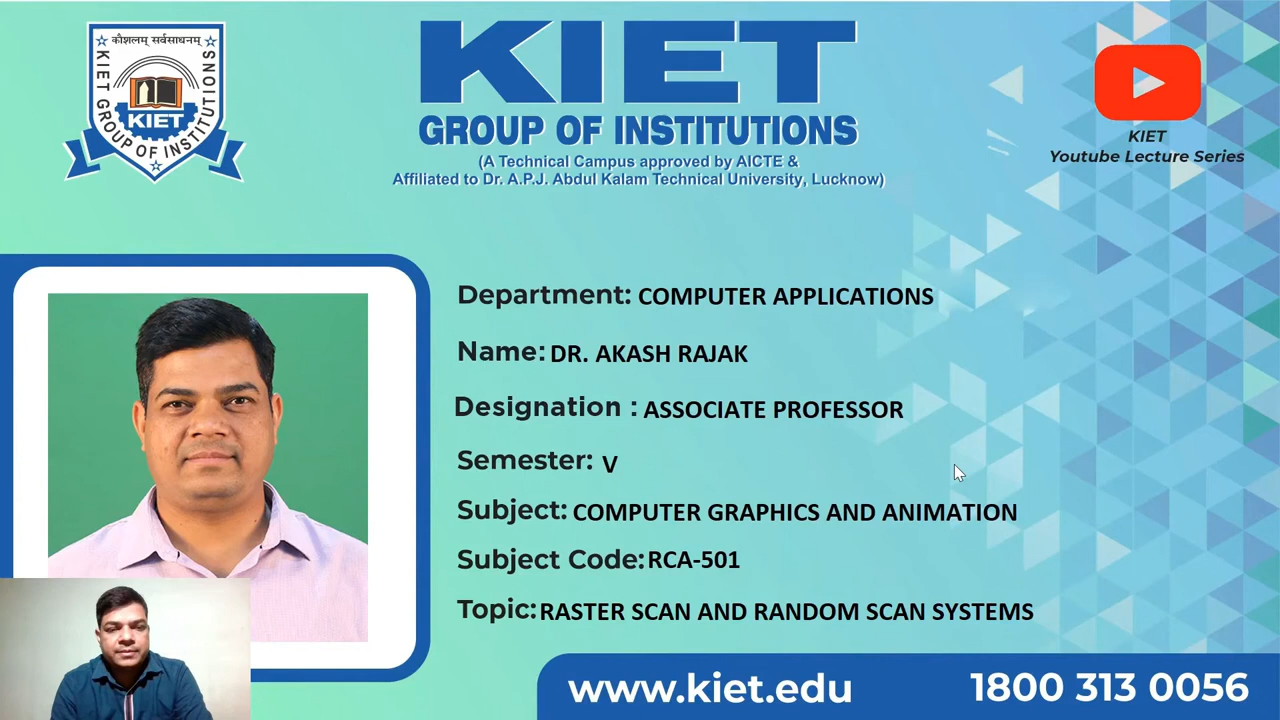 कौशलम् सर्वसाधनम्
KIET GROUP OF INSTITUTIONS
KIET
KIET
GROUP OF INSTITUTIONS
(A Technical Campus approved by AICTE &
Affiliated to Dr. A.P.J. Abdul Kalam Technical University, Lucknow)
KIET
Youtube Lecture Series
Department: COMPUTER APPLICATIONS
Name: DR. AKASH RAJAK
Designation : ASSOCIATE PROFESSOR
Semester: V
Subject: COMPUTER GRAPHICS AND ANIMATION
Subject Code: RCA-501
Topic: RASTER SCAN AND RANDOM SCAN SYSTEMS
www.kiet.edu
1800 313 0056